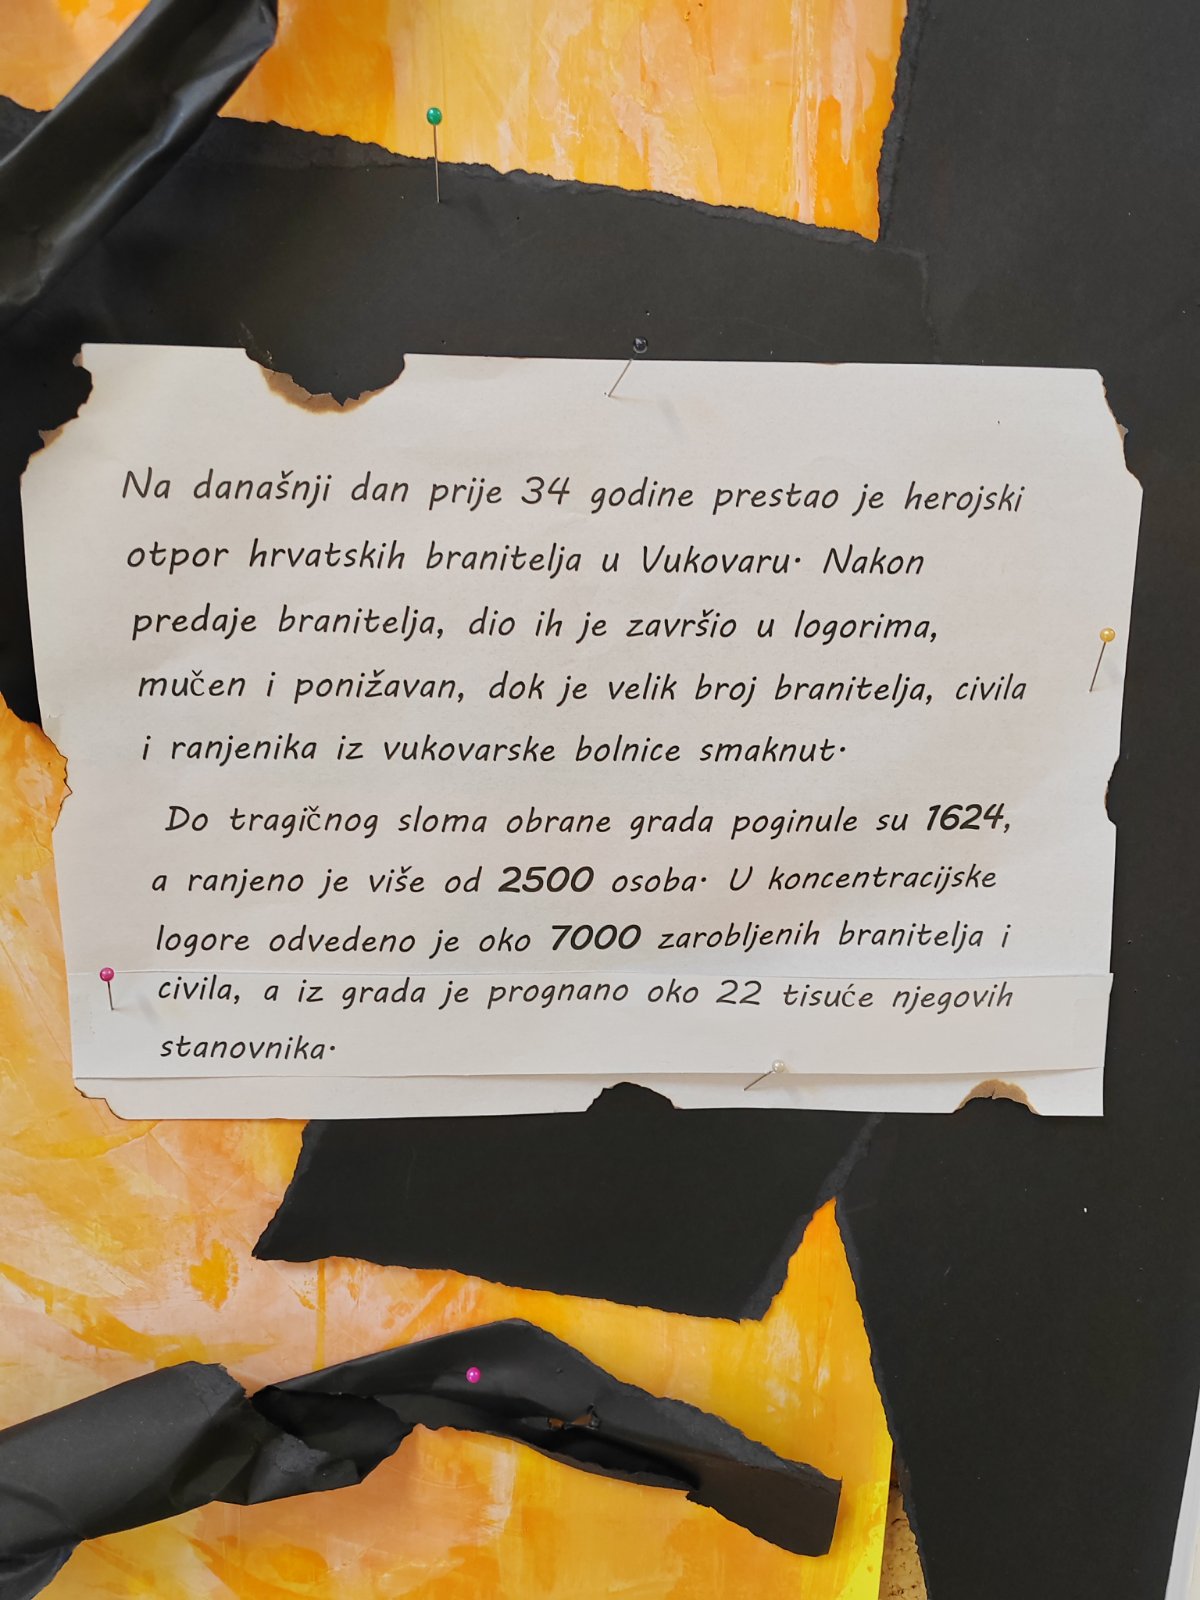 Na današnji dan prije 34 godine prestao je herojski
otpor hrvatskih branitelja u Vukovaru. Nakon
predaje branitelja, dio ih je završio u logorima,
mučen i ponižavan, dok je velik broj branitelja, civila
i ranjenika iz vukovarske bolnice smaknut.
Do tragičnog sloma obrane grada poginule su 1624,
a ranjeno je više od 2500 osoba. U koncentracijske
logore odvedeno je oko 7000 zarobljenih branitelja i
civila, a iz grada je prognano oko 22 tisuće njegovih
stanovnika.